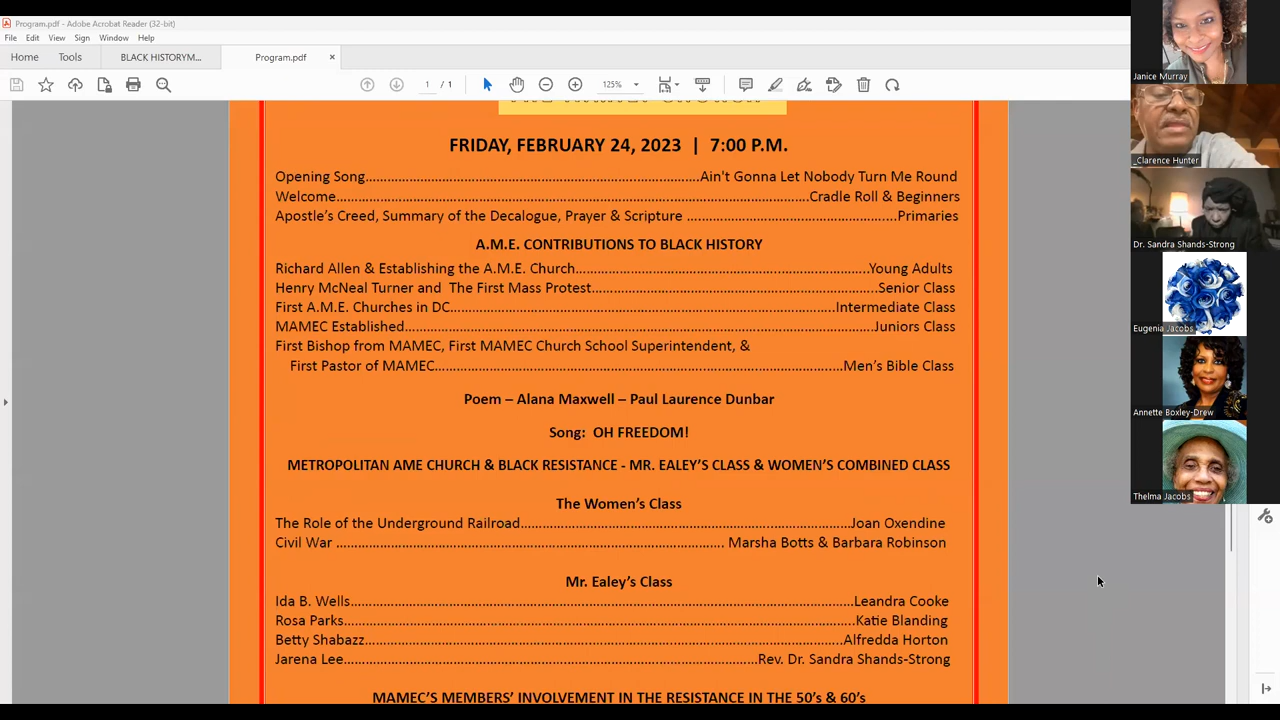 Program.pdf - Adobe Acrobat Reader (32-bit)
File Edit View Sign Window Help
Home Tools BLACK HISTORYM... Program.pdf ×
1 / 1 125%
FRIDAY, FEBRUARY 24, 2023 | 7:00 P.M.
Opening Song..........................................................................Ain't Gonna Let Nobody Turn Me Round
Welcome........................................................................................................Cradle Roll & Beginners
Apostle's Creed, Summary of the Decalogue, Prayer & Scripture ..............................................Primaries
A.M.E. CONTRIBUTIONS TO BLACK HISTORY
Richard Allen & Establishing the A.M.E. Church.................................................................Young Adults
Henry McNeal Turner and The First Mass Protest...............................................................Senior Class
First A.M.E. Churches in DC.....................................................................................Intermediate Class
MAMEC Established.......................................................................................................Juniors Class
First Bishop from MAMEC, First MAMEC Church School Superintendent, &
First Pastor of MAMEC.........................................................................................Men's Bible Class
Poem – Alana Maxwell – Paul Laurence Dunbar
Song: OH FREEDOM!
METROPOLITAN AME CHURCH & BLACK RESISTANCE - MR. EALEY'S CLASS & WOMEN'S COMBINED CLASS
The Women's Class
The Role of the Underground Railroad.........................................................................Joan Oxendine
Civil War ..................................................................................... Marsha Botts & Barbara Robinson
Mr. Ealey's Class
Ida B. Wells..............................................................................................................Leandra Cooke
Rosa Parks................................................................................................................Katie Blanding
Betty Shabazz.........................................................................................................Alfredda Horton
Jarena Lee.........................................................................................Rev. Dr. Sandra Shands-Strong
MAMEC'S MEMBERS' INVOLVEMENT IN THE RESISTANCE IN THE 50's & 60's
Janice Murray
_Clarence Hunter
Dr. Sandra Shands-Strong
Eugenia Jacobs
Annette Boxley-Drew
Thelma Jacobs